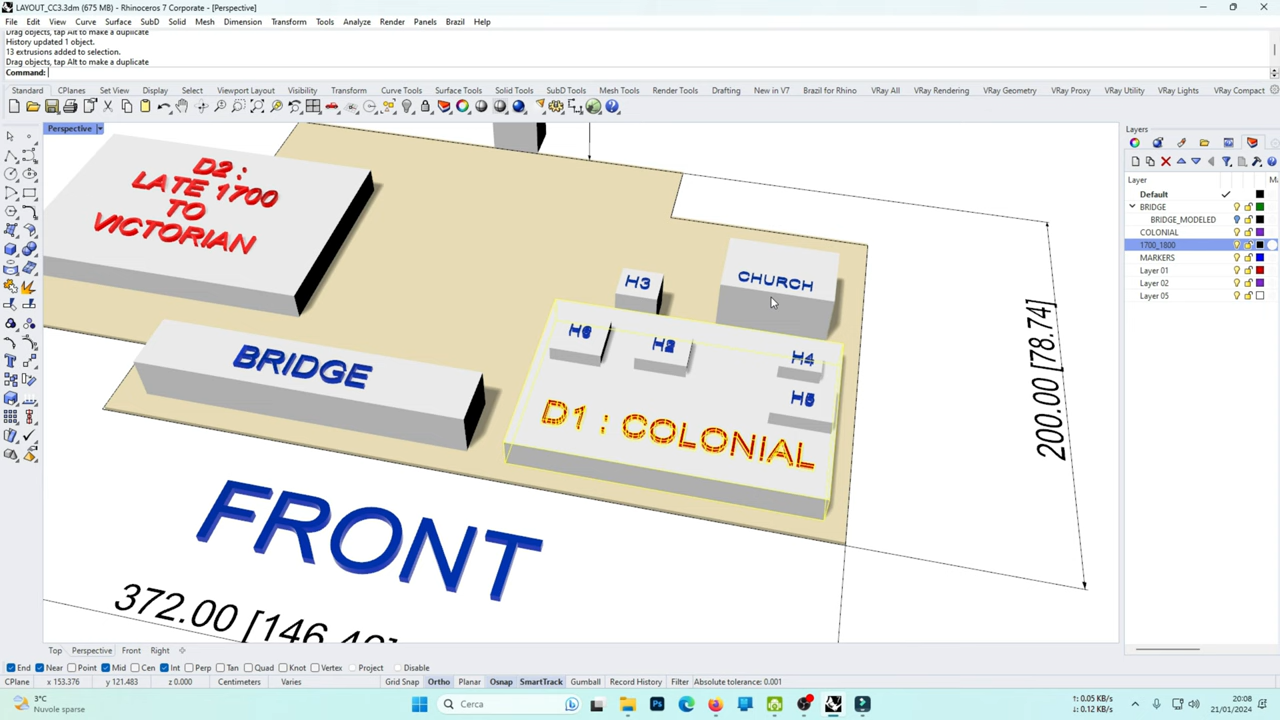 LAYOUT_CC3.3dm (675 MB) - Rhinoceros 7 Corporate - [Perspective]
File Edit View Curve Surface SubD Solid Mesh Dimension Transform Tools Analyze Render Panels Brazil Help
Drag objects, tap Alt to make a duplicate
History updated 1 object.
13 extrusions added to selection.
Drag objects, tap Alt to make a duplicate
Command:
Standard CPlanes Set View Display Select Viewport Layout Visibility Transform Curve Tools Surface Tools Solid Tools SubD Tools Mesh Tools Render Tools Drafting New in V7 Brazil for Rhino VRay All VRay Rendering VRay Geometry VRay Proxy VRay Utility VRay Lights VRay Compact
Perspective
Layers
Layer
Default
BRIDGE
BRIDGE_MODELED
COLONIAL
1700_1800
MARKERS
Layer 01
Layer 02
Layer 05
D2 :
LATE 1700
TO
VICTORIAN
CHURCH
H3
H6
H2
H4
H5
BRIDGE
D1 : COLONIAL
FRONT
200.00 [78.74]
372.00 [146.46]
Top Perspective Front Right
End Near Point Mid Cen Int Perp Tan Quad Knot Vertex Project Disable
CPlane x 153.376 y 121.483 z 0.000 Centimeters Varies Grid Snap Ortho Planar Osnap SmartTrack Gumball Record History Filter Absolute tolerance: 0.001
3°C
Nuvole sparse
Cerca
↑: 0.05 KB/s
↓: 0.12 KB/s
20:08
21/01/2024